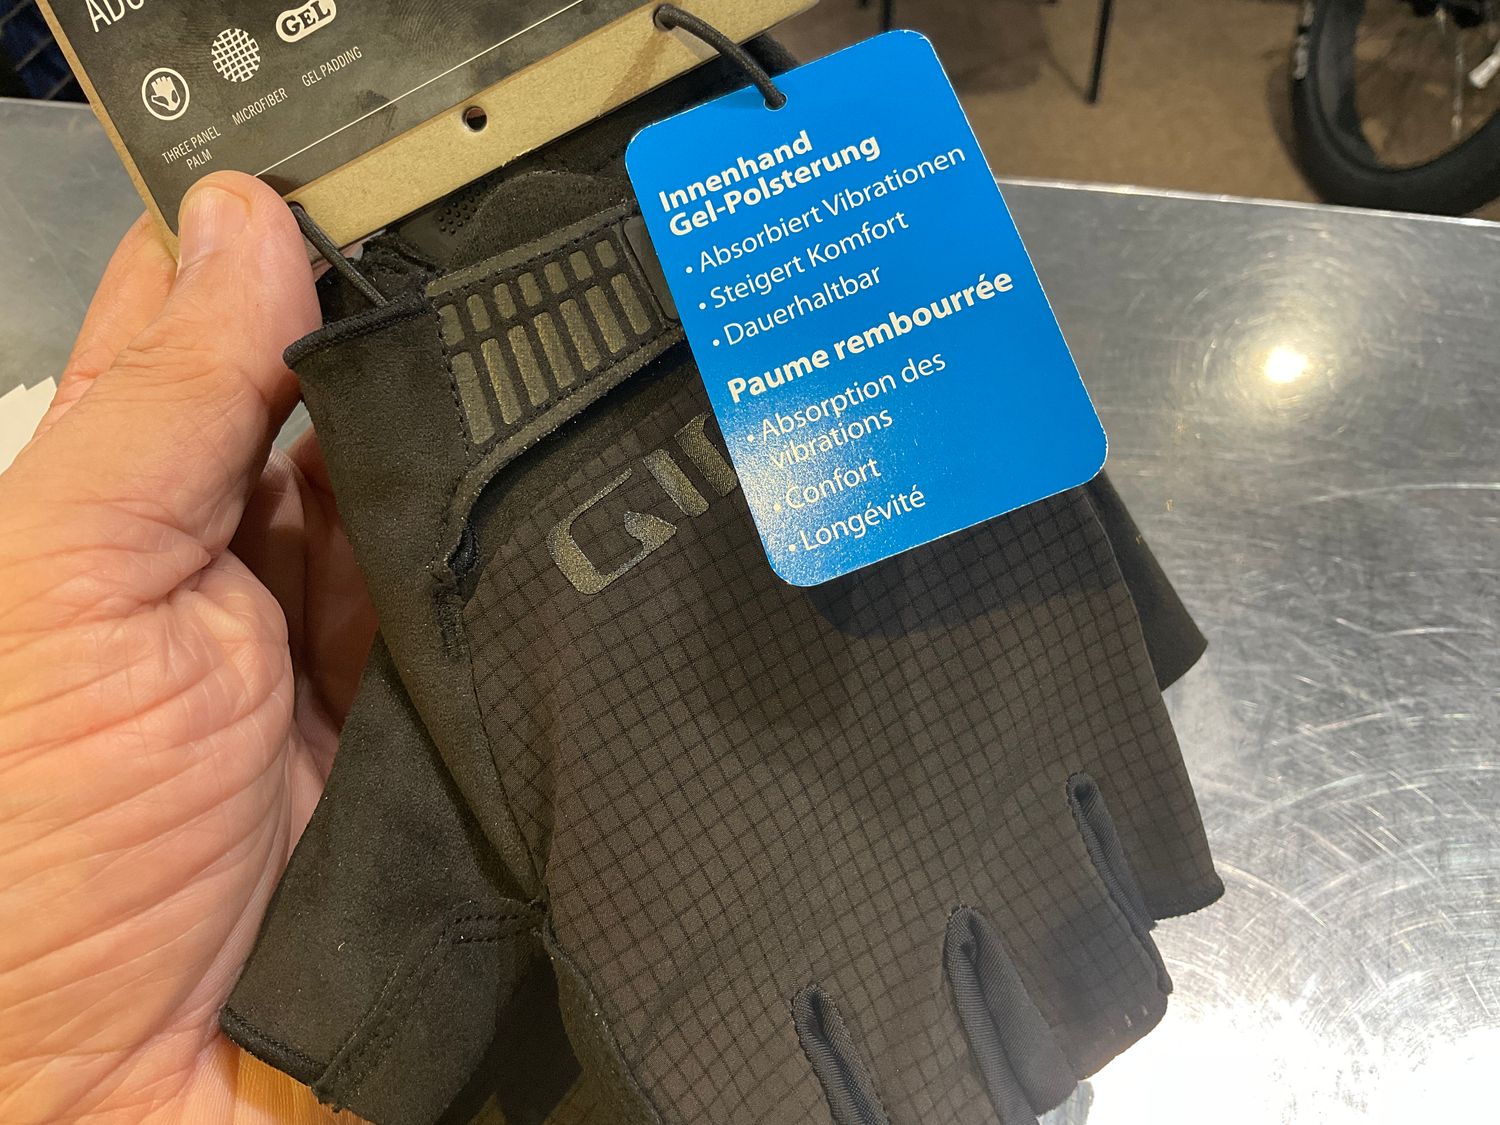 GEL
THREE PANEL
PALM
MICROFIBER
GEL PADDING
Innenhand
Gel-Polsterung
• Absorbiert Vibrationen
• Steigert Komfort
• Dauerhaltbar
Paume rembourrée
• Absorption des
vibrations
• Confort
• Longévité